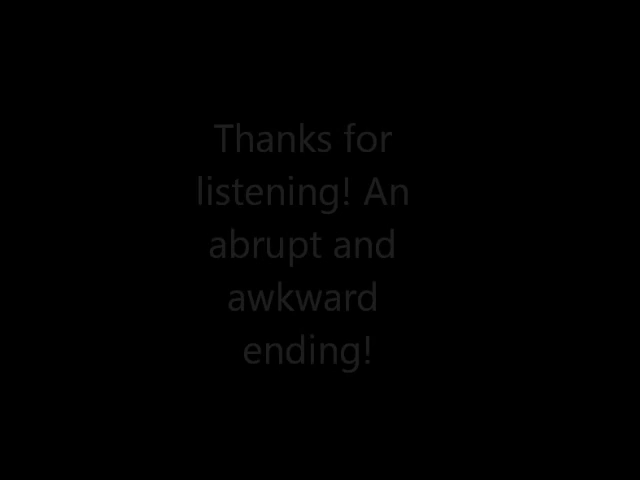 Thanks for
listening! An
abrupt and
awkward
ending!